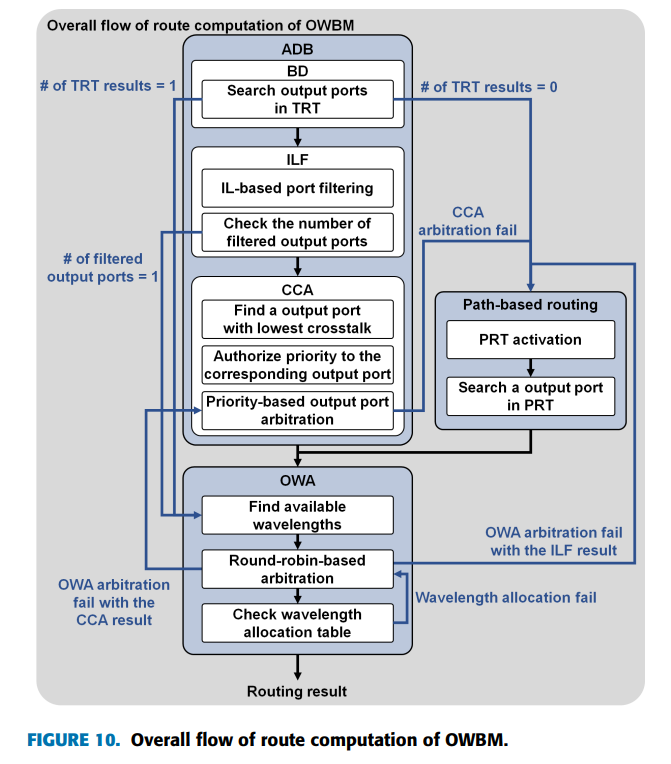 Overall flow of route computation of OWBM
ADB
BD
# of TRT results = 1
Search output ports
in TRT
# of TRT results = 0
ILF
IL-based port filtering
Check the number of
filtered output ports
CCA
arbitration fail
# of filtered
output ports = 1
CCA
Find a output port
with lowest crosstalk
Authorize priority to the
corresponding output port
Priority-based output port
arbitration
Path-based routing
PRT activation
Search a output port
in PRT
OWA
Find available
wavelengths
Round-robin-based
arbitration
Check wavelength
allocation table
OWA arbitration fail
with the ILF result
OWA arbitration
fail with the
CCA result
Wavelength allocation fail
Routing result
FIGURE 10. Overall flow of route computation of OWBM.